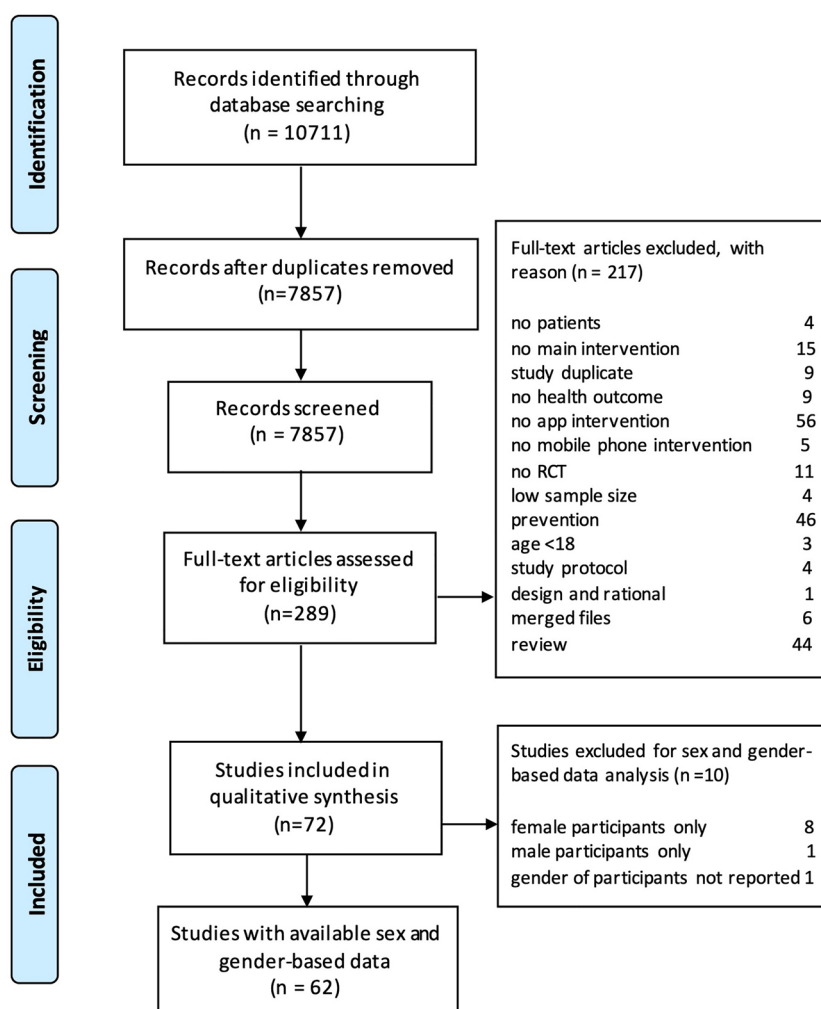 Identification
Records identified through
database searching
(n = 10711)
Records after duplicates removed
(n=7857)
Screening
Records screened
(n = 7857)
Full-text articles excluded, with
reason (n = 217)
no patients 4
no main intervention 15
study duplicate 9
no health outcome 9
no app intervention 56
no mobile phone intervention 5
no RCT 11
low sample size 4
prevention 46
age <18 3
study protocol 4
design and rational 1
merged files 6
review 44
Eligibility
Full-text articles assessed
for eligibility
(n=289)
Included
Studies included in
qualitative synthesis
(n=72)
Studies excluded for sex and gender-
based data analysis (n =10)
female participants only 8
male participants only 1
gender of participants not reported 1
Studies with available sex and
gender-based data
(n = 62)